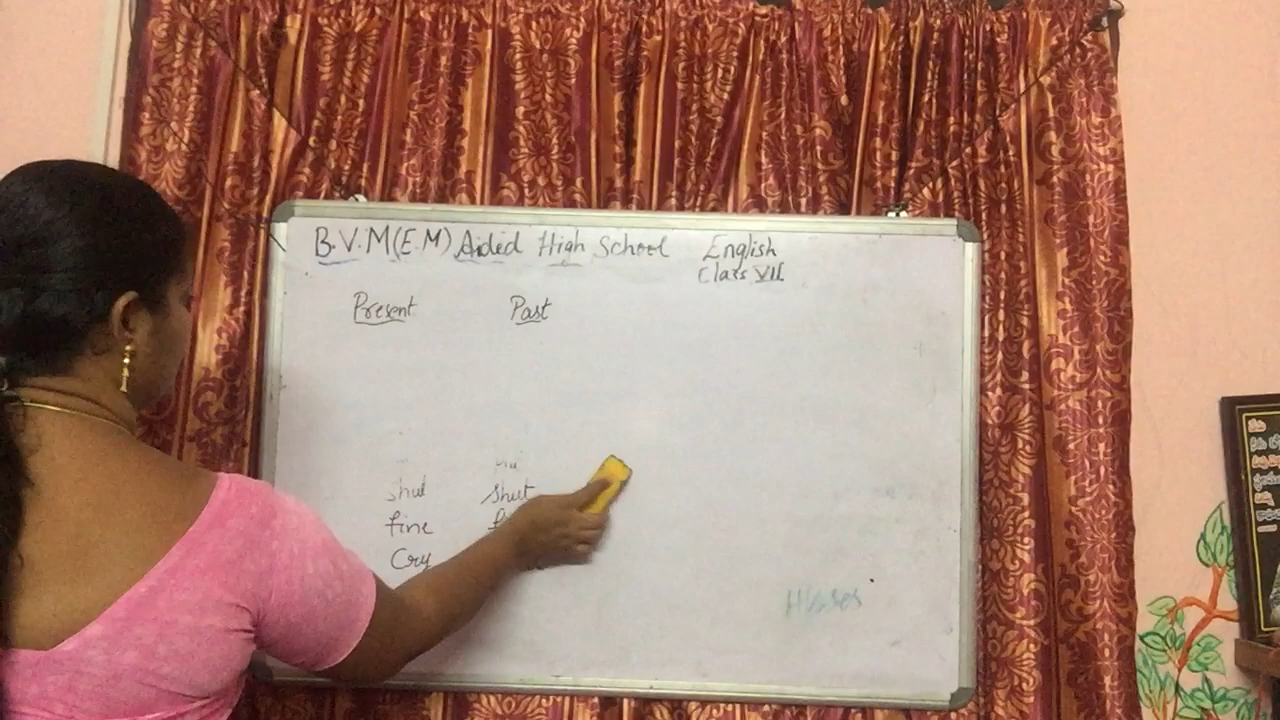 B.V.M(E.M) Aided High School English
Class VII
Present Past
shut shut
fine
Cry